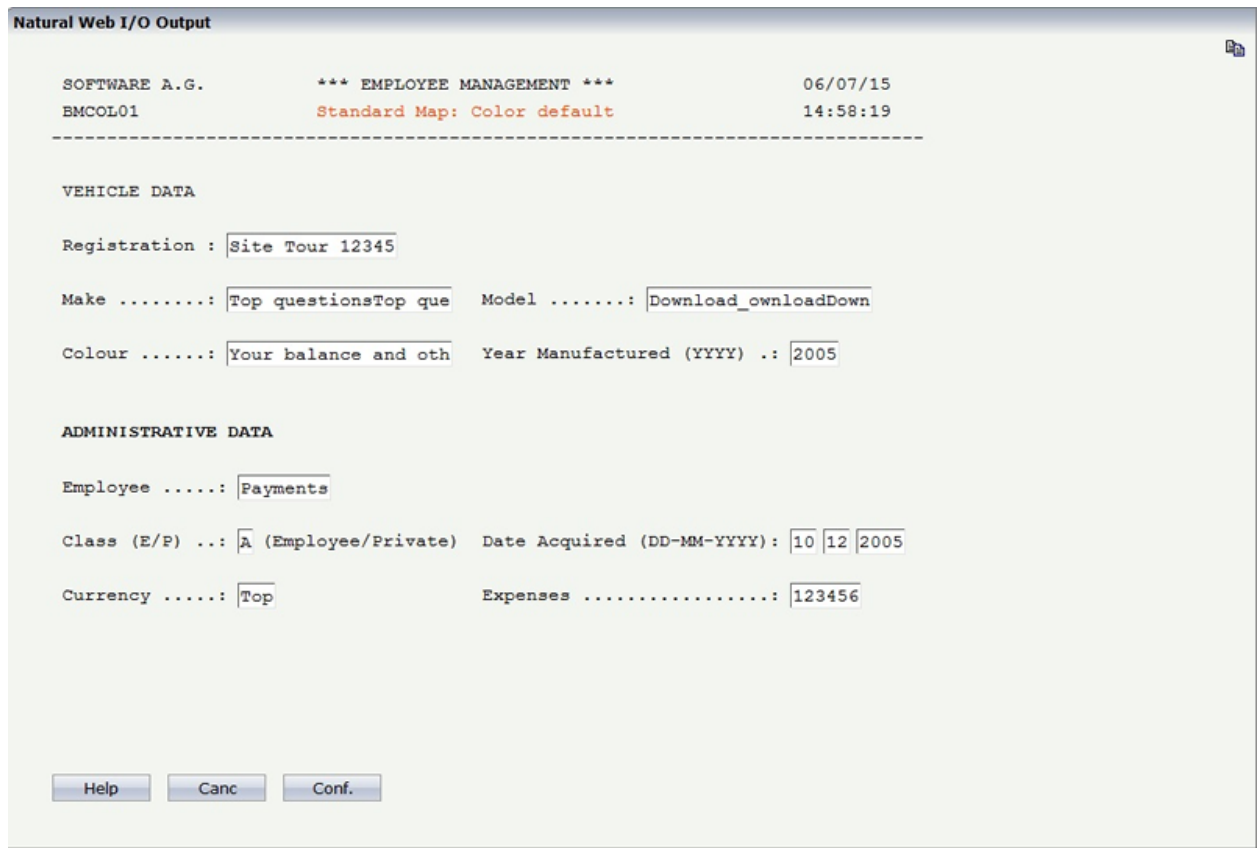 Natural Web I/O Output
SOFTWARE A.G. *** EMPLOYEE MANAGEMENT *** 06/07/15
BMCOL01 Standard Map: Color default 14:58:19
-------------------------------------------------------------------------------
VEHICLE DATA
Registration : Site Tour 12345
Make ........: Top questionsTop que Model .......: Download_ownloadDown
Colour ......: Your balance and oth Year Manufactured (YYYY) .: 2005
ADMINISTRATIVE DATA
Employee .....: Payments
Class (E/P) ..: A (Employee/Private) Date Acquired (DD-MM-YYYY): 10 12 2005
Currency .....: Top Expenses .................: 123456
Help Canc Conf.